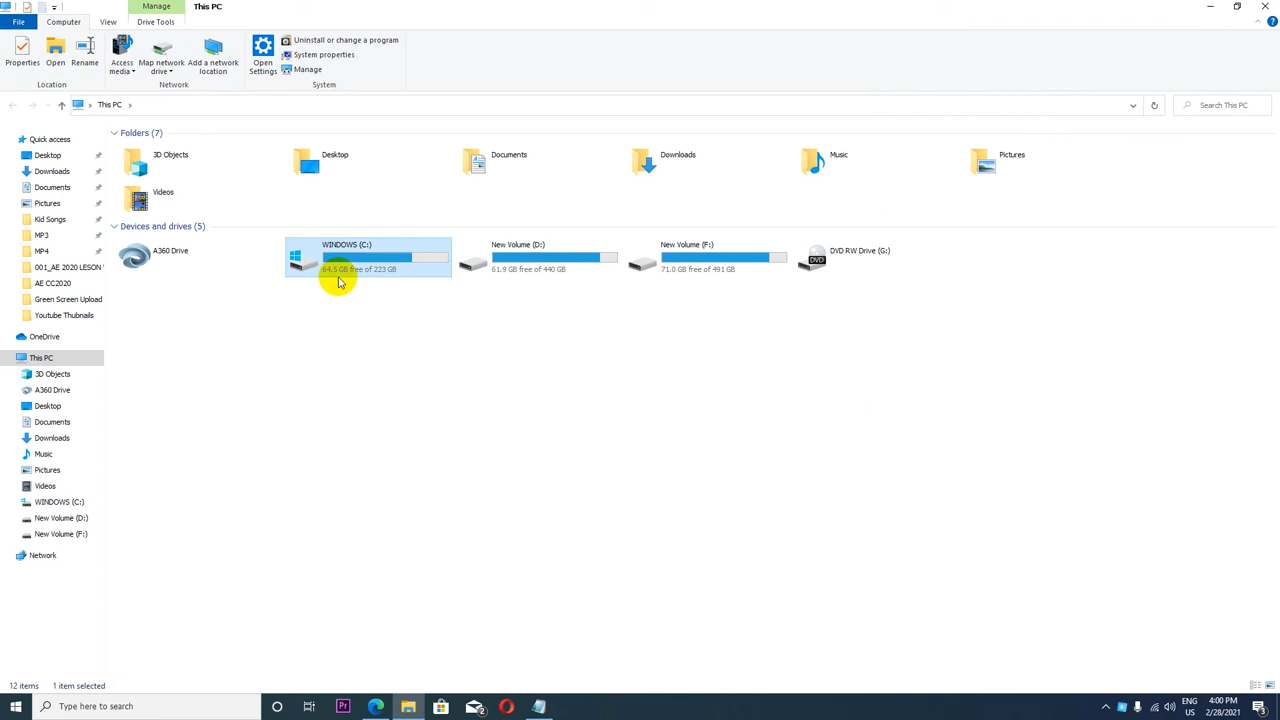 Manage
This PC
File
Computer
View
Drive Tools
Properties
Open
Rename
Access media
Map network drive
Add a network location
Open Settings
Uninstall or change a program
System properties
Manage
Location
Network
System
This PC
Search This PC
Quick access
Desktop
Downloads
Documents
Pictures
Kid Songs
MP3
MP4
001_AE 2020 LESON
AE CC2020
Green Screen Upload
Youtube Thubnails
OneDrive
This PC
3D Objects
A360 Drive
Desktop
Documents
Downloads
Music
Pictures
Videos
WINDOWS (C:)
New Volume (D:)
New Volume (F:)
Network
Folders (7)
3D Objects
Desktop
Documents
Downloads
Music
Pictures
Videos
Devices and drives (5)
A360 Drive
WINDOWS (C:)
64.5 GB free of 223 GB
New Volume (D:)
61.9 GB free of 440 GB
New Volume (F:)
71.0 GB free of 491 GB
DVD RW Drive (G:)
DVD
12 items
1 item selected
Type here to search
Pr
ENG
US
4:00 PM
2/28/2021